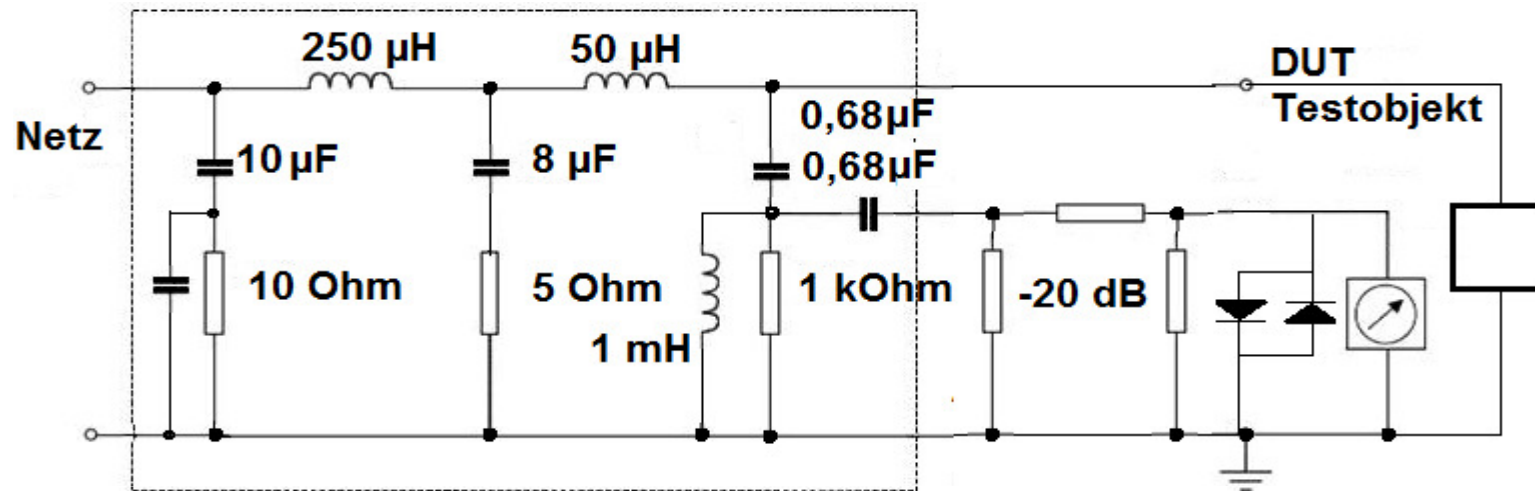 250 µH
50 µH
DUT
Testobjekt
Netz
0,68µF
10 µF
8 µF
0,68µF
10 Ohm
5 Ohm
1 kOhm
-20 dB
1 mH